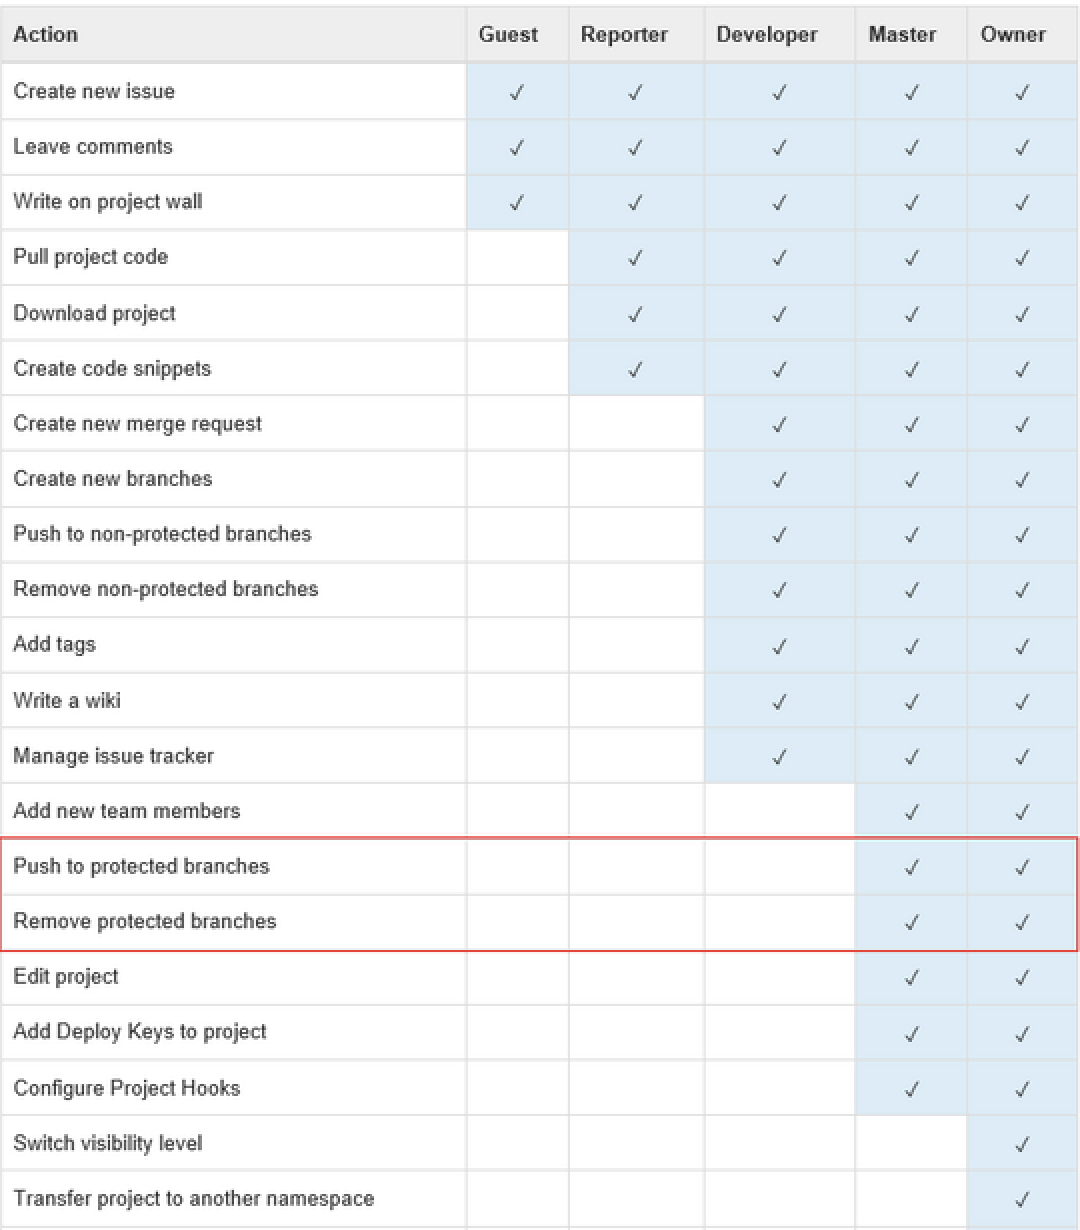 Action Guest Reporter Developer Master Owner
Create new issue ✓ ✓ ✓ ✓ ✓
Leave comments ✓ ✓ ✓ ✓ ✓
Write on project wall ✓ ✓ ✓ ✓ ✓
Pull project code ✓ ✓ ✓ ✓
Download project ✓ ✓ ✓ ✓
Create code snippets ✓ ✓ ✓ ✓
Create new merge request ✓ ✓ ✓
Create new branches ✓ ✓ ✓
Push to non-protected branches ✓ ✓ ✓
Remove non-protected branches ✓ ✓ ✓
Add tags ✓ ✓ ✓
Write a wiki ✓ ✓ ✓
Manage issue tracker ✓ ✓ ✓
Add new team members ✓ ✓
Push to protected branches ✓ ✓
Remove protected branches ✓ ✓
Edit project ✓ ✓
Add Deploy Keys to project ✓ ✓
Configure Project Hooks ✓ ✓
Switch visibility level ✓
Transfer project to another namespace ✓